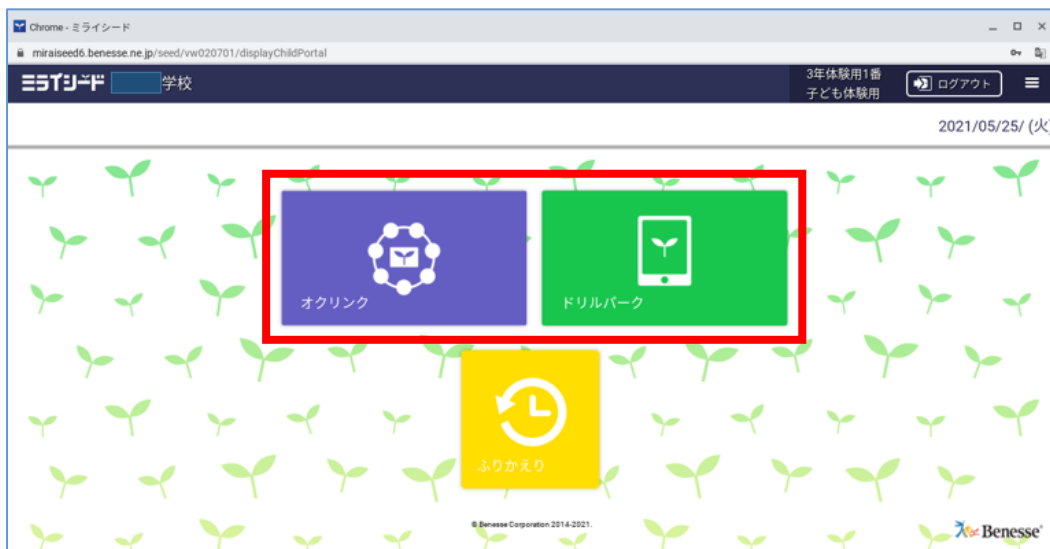 Chrome - ミライシード
miraiseed6.benesse.ne.jp/seed/vw020701/displayChildPortal
ミライシード 学校
3年体験用1番
子ども体験用
ログアウト
2021/05/25/ (火)
オクリンク
ドリルパーク
ふりかえり
© Benesse Corporation 2014-2021.
Benesse®